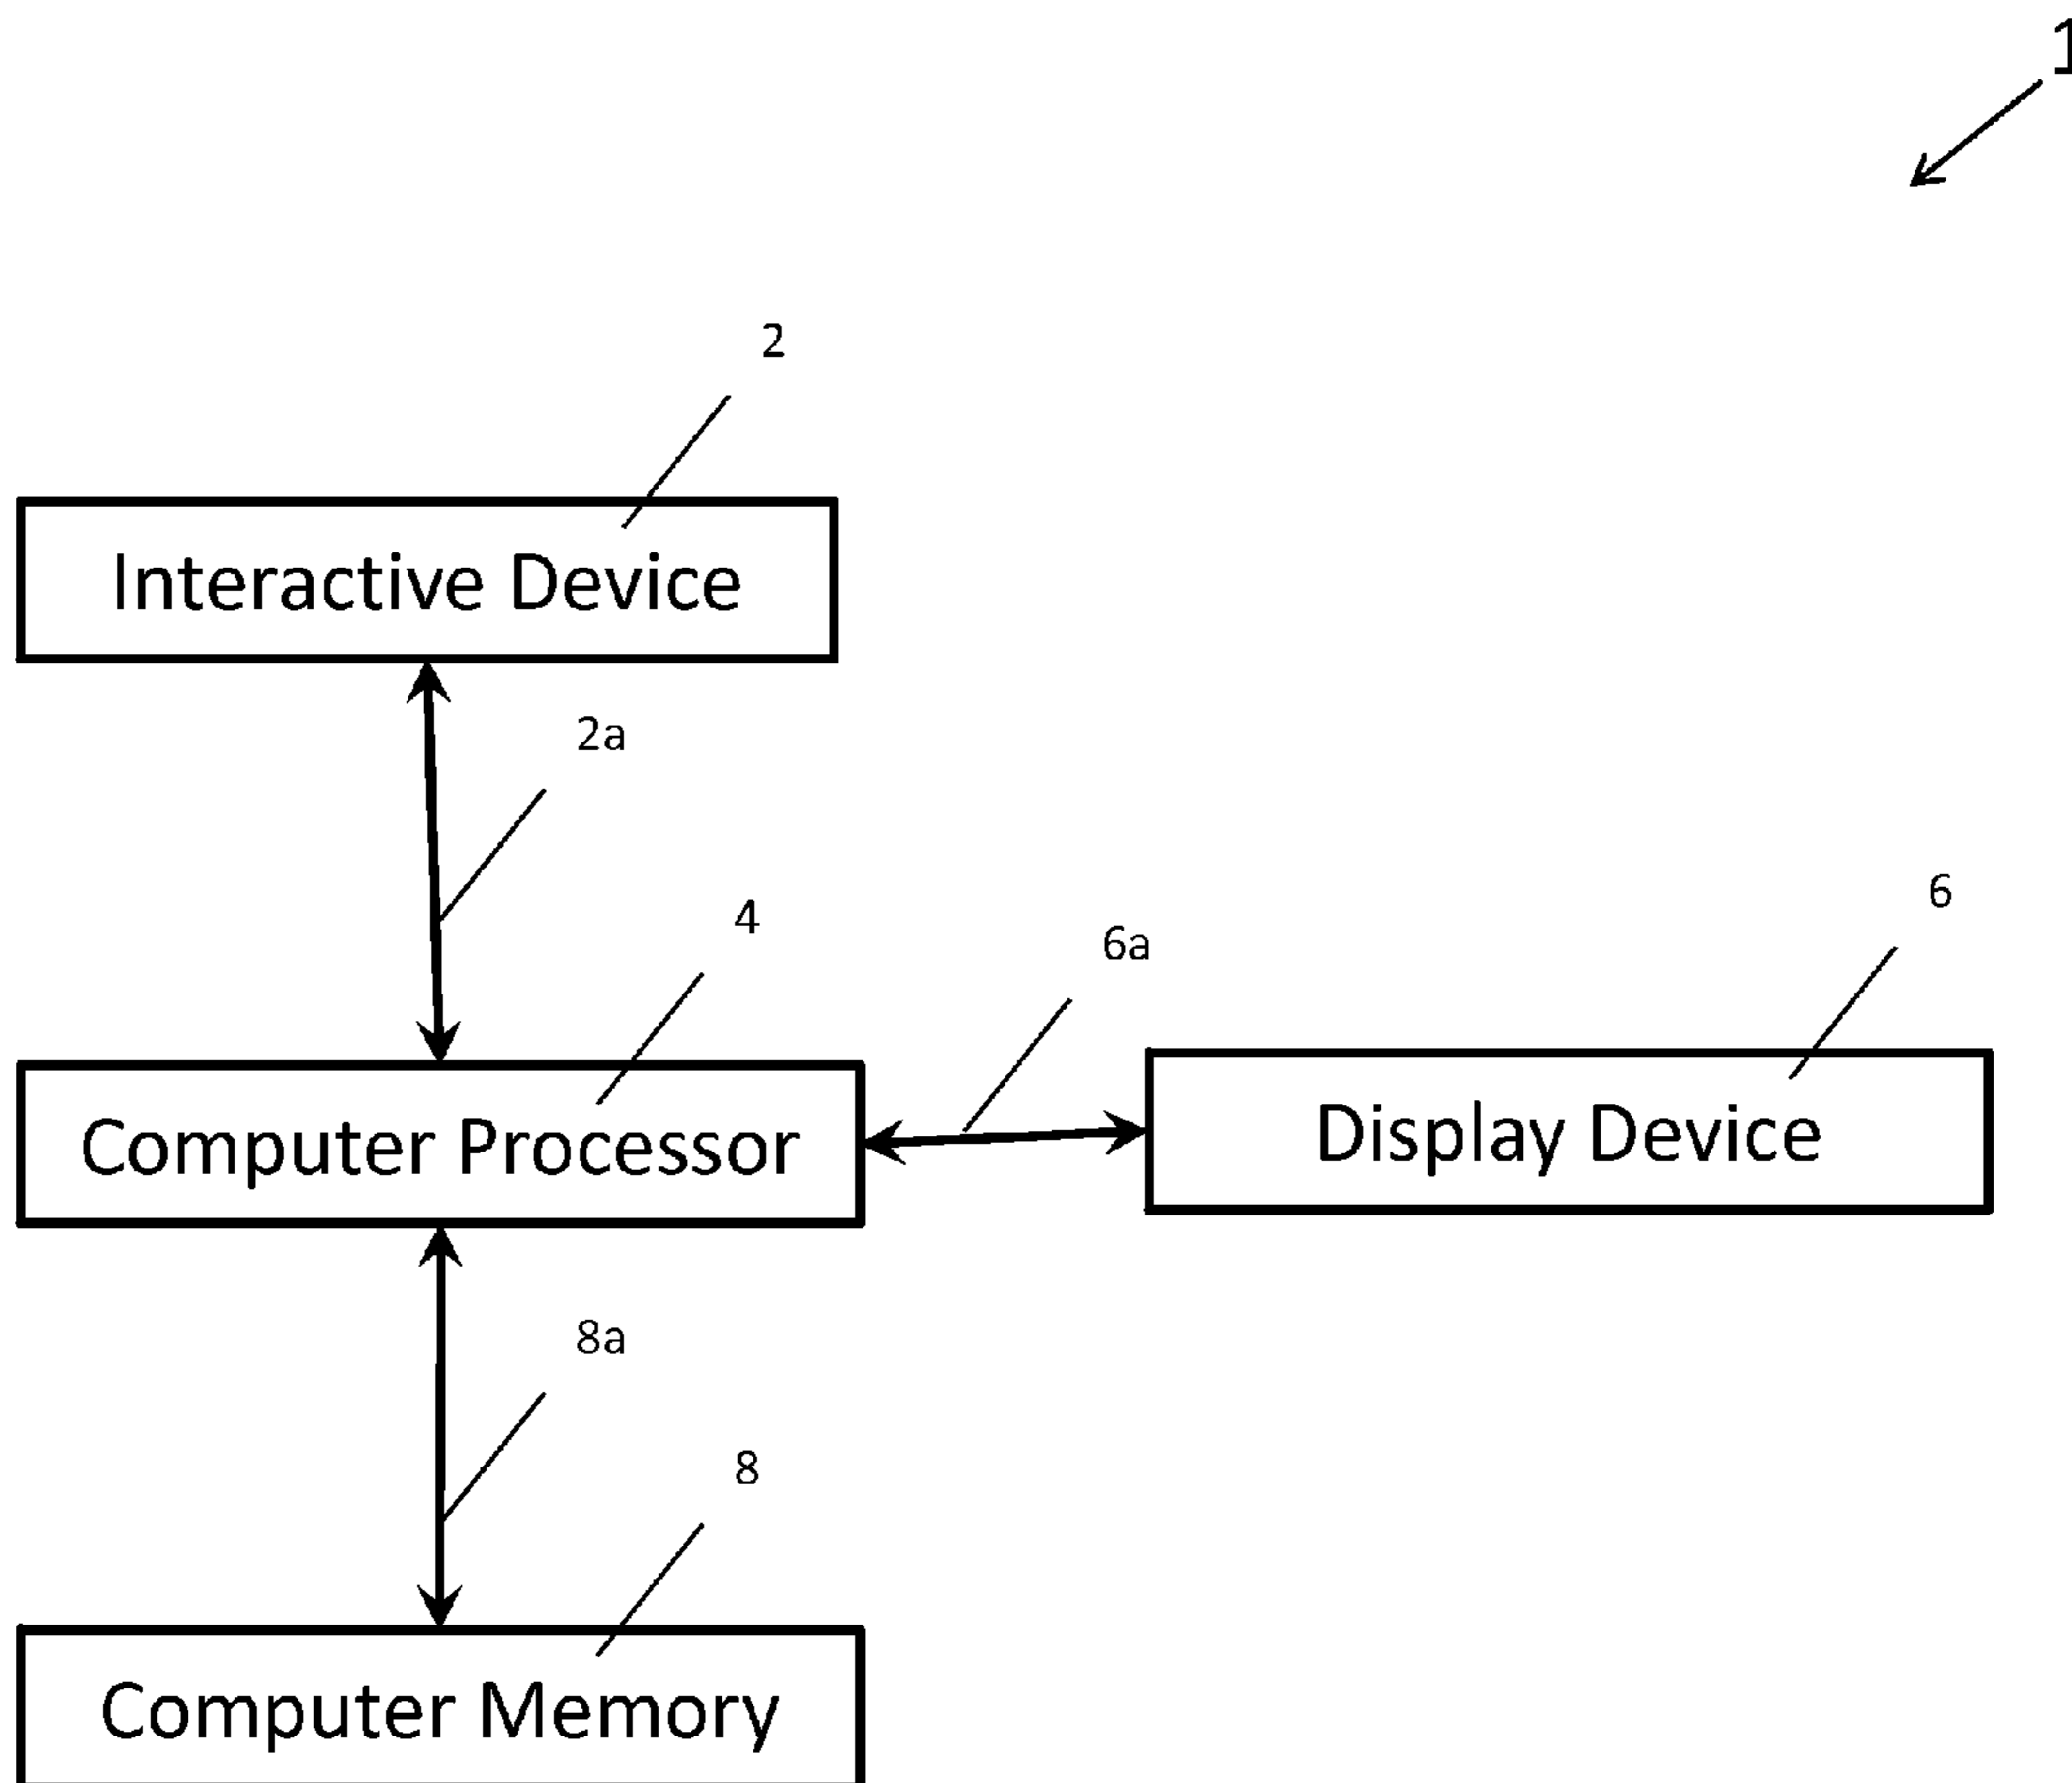 1
2
Interactive Device
2a
4
6a
6
Computer Processor
Display Device
8a
8
Computer Memory